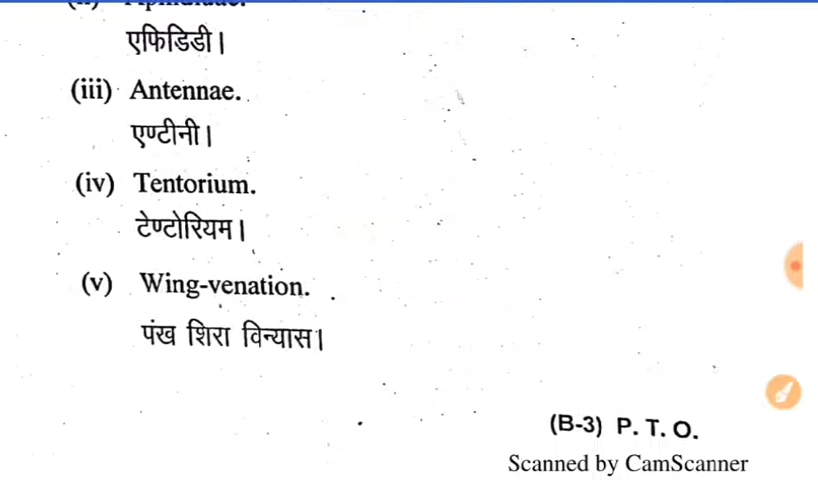 एफिडिडी।
(iii) Antennae.
एण्टीनी।
(iv) Tentorium.
टेण्टोरियम।
(v) Wing-venation.
पंख शिरा विन्यास।
(B-3) P. T. O.
Scanned by CamScanner